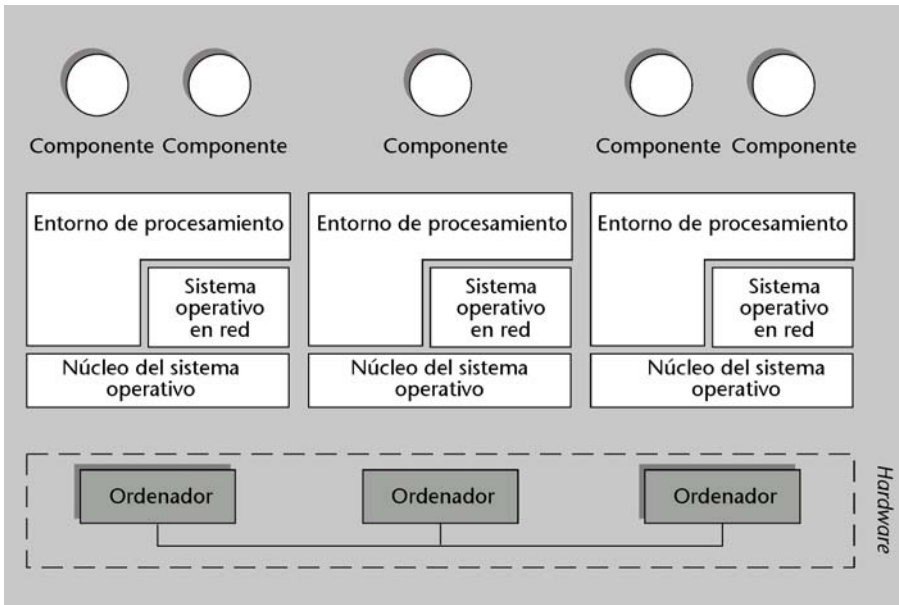 Componente Componente Componente Componente Componente
Entorno de procesamiento
Sistema
operativo
en red
Núcleo del sistema
operativo
Entorno de procesamiento
Sistema
operativo
en red
Núcleo del sistema
operativo
Entorno de procesamiento
Sistema
operativo
en red
Núcleo del sistema
operativo
Ordenador Ordenador Ordenador
Hardware